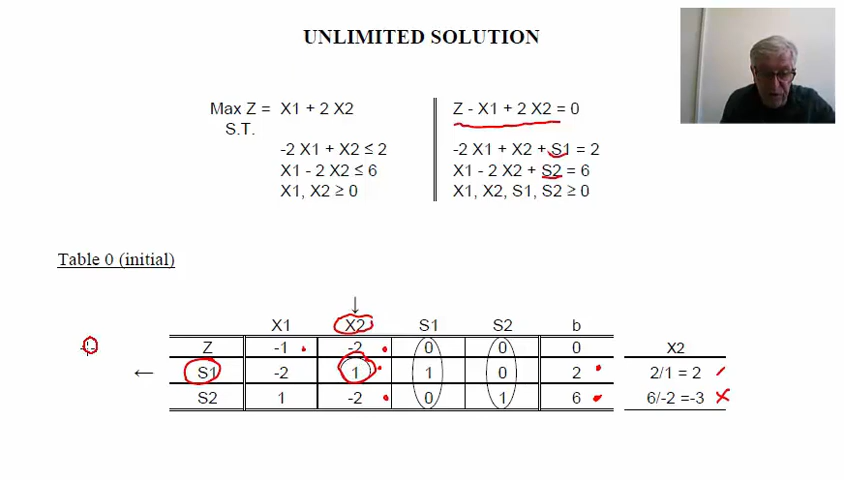 UNLIMITED SOLUTION
Max Z = X1 + 2 X2
S.T.
-2 X1 + X2 ≤ 2
X1 - 2 X2 ≤ 6
X1, X2 ≥ 0
Z - X1 + 2 X2 = 0
-2 X1 + X2 + S1 = 2
X1 - 2 X2 + S2 = 6
X1, X2, S1, S2 ≥ 0
Table 0 (initial)
↓
X1 X2 S1 S2 b
Z -1 -2 0 0 0 X2
← S1 -2 1 1 0 2 2/1 = 2
S2 1 -2 0 1 6 6/-2 =-3